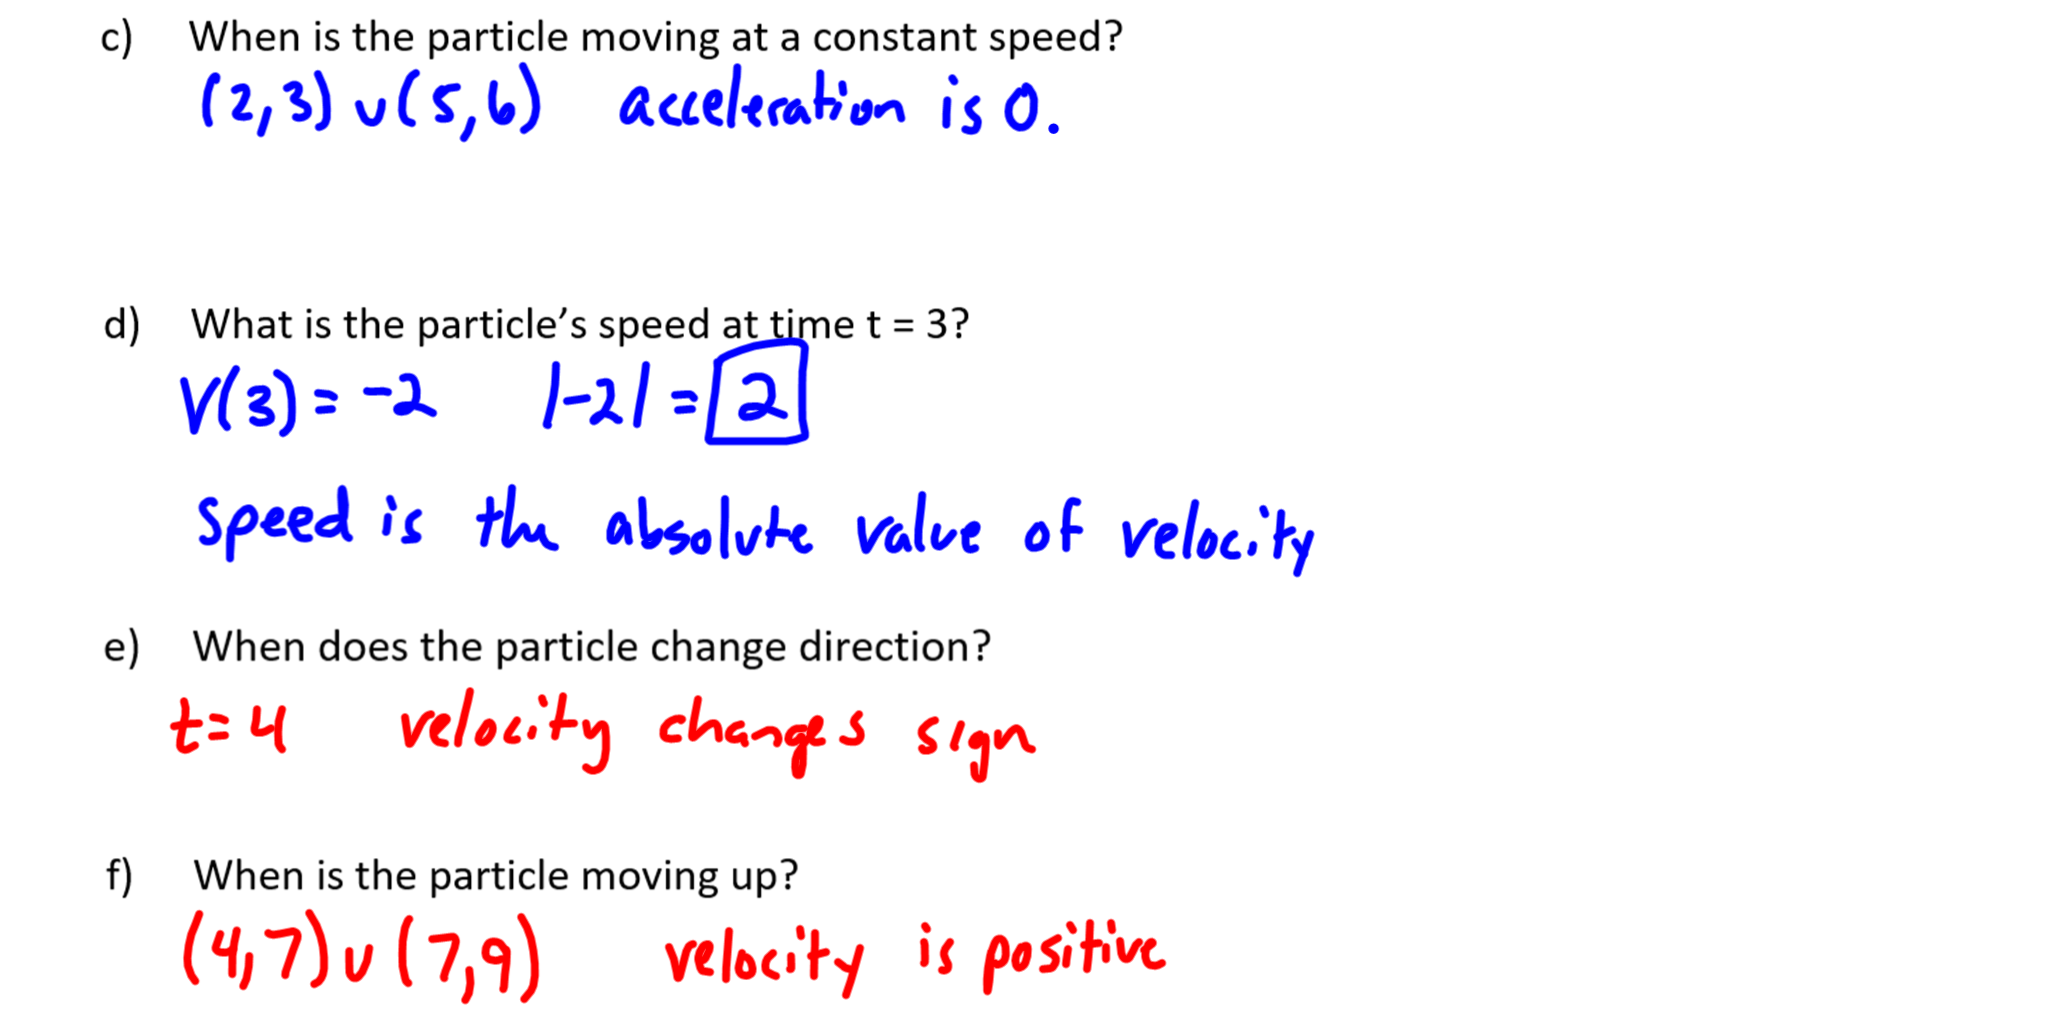 c) When is the particle moving at a constant speed?
(2,3) ∪ (5,6) acceleration is 0.
d) What is the particle's speed at time t = 3?
V(3) = -2 |-2| = 2
speed is the absolute value of velocity
e) When does the particle change direction?
t=4 velocity changes sign
f) When is the particle moving up?
(4,7) ∪ (7,9) velocity is positive